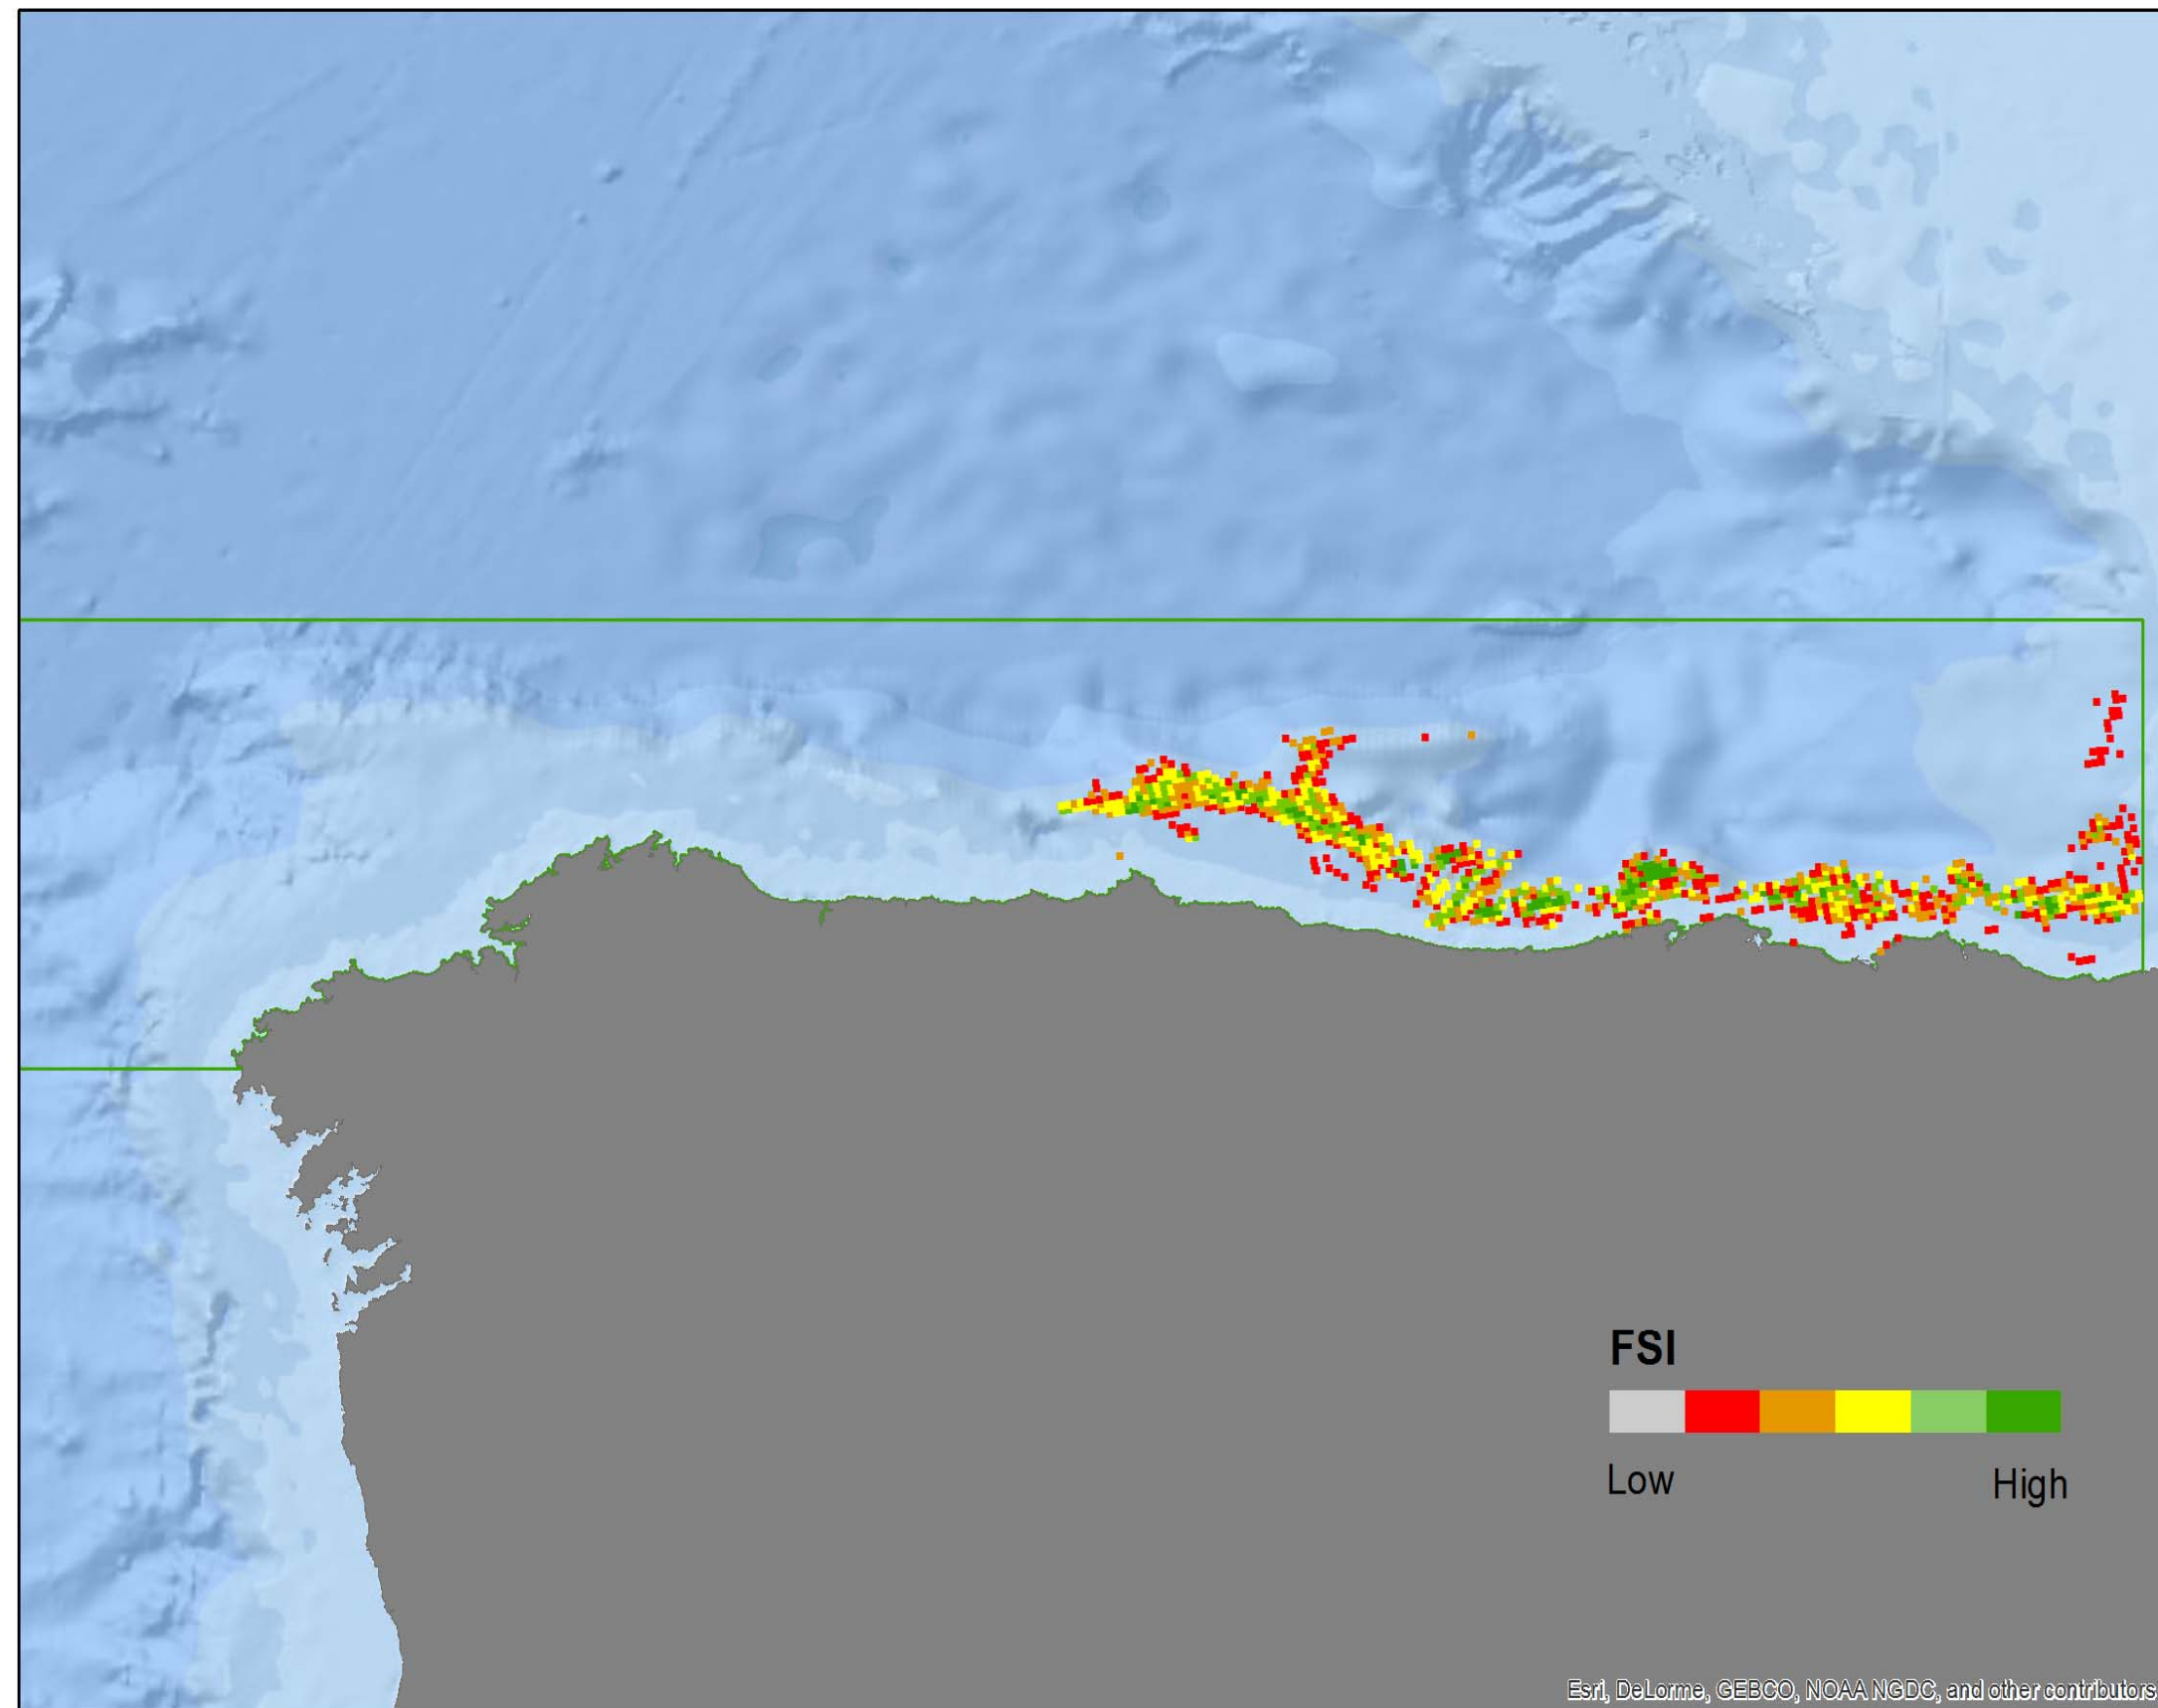 FSI
Low
High
Esri, DeLorme, GEBCO, NOAA NGDC, and other contributors